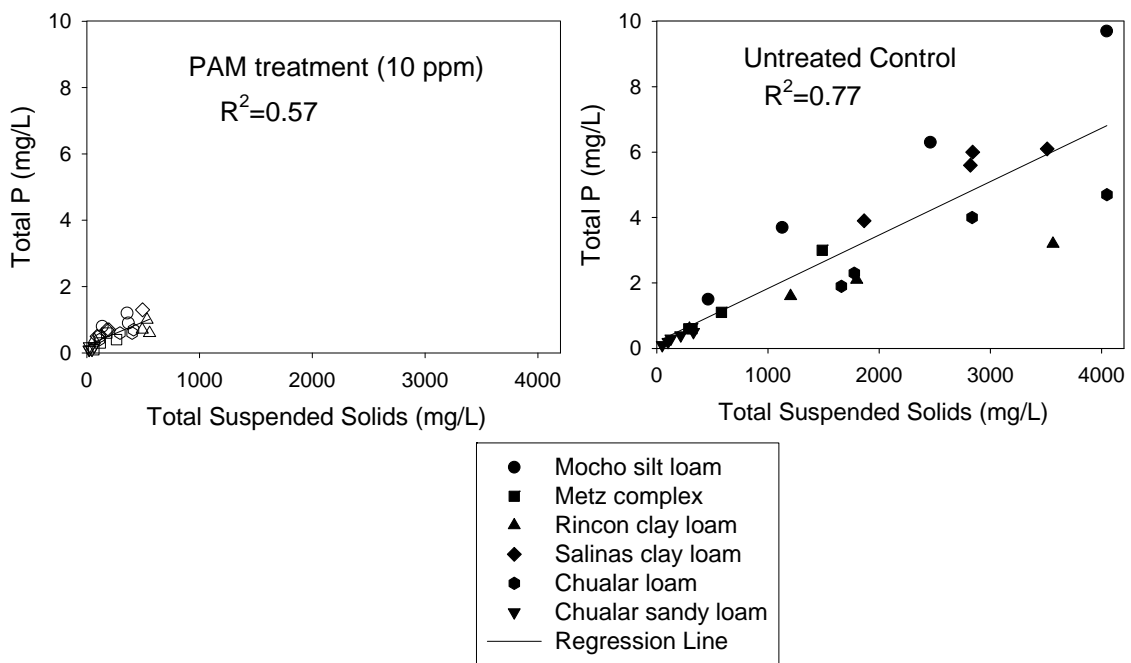 PAM treatment (10 ppm)
R²=0.57
Total P (mg/L)
10
8
6
4
2
0
0 1000 2000 3000 4000
Total Suspended Solids (mg/L)
Untreated Control
R²=0.77
Total P (mg/L)
10
8
6
4
2
0
0 1000 2000 3000 4000
Total Suspended Solids (mg/L)
Mocho silt loam
Metz complex
Rincon clay loam
Salinas clay loam
Chualar loam
Chualar sandy loam
Regression Line